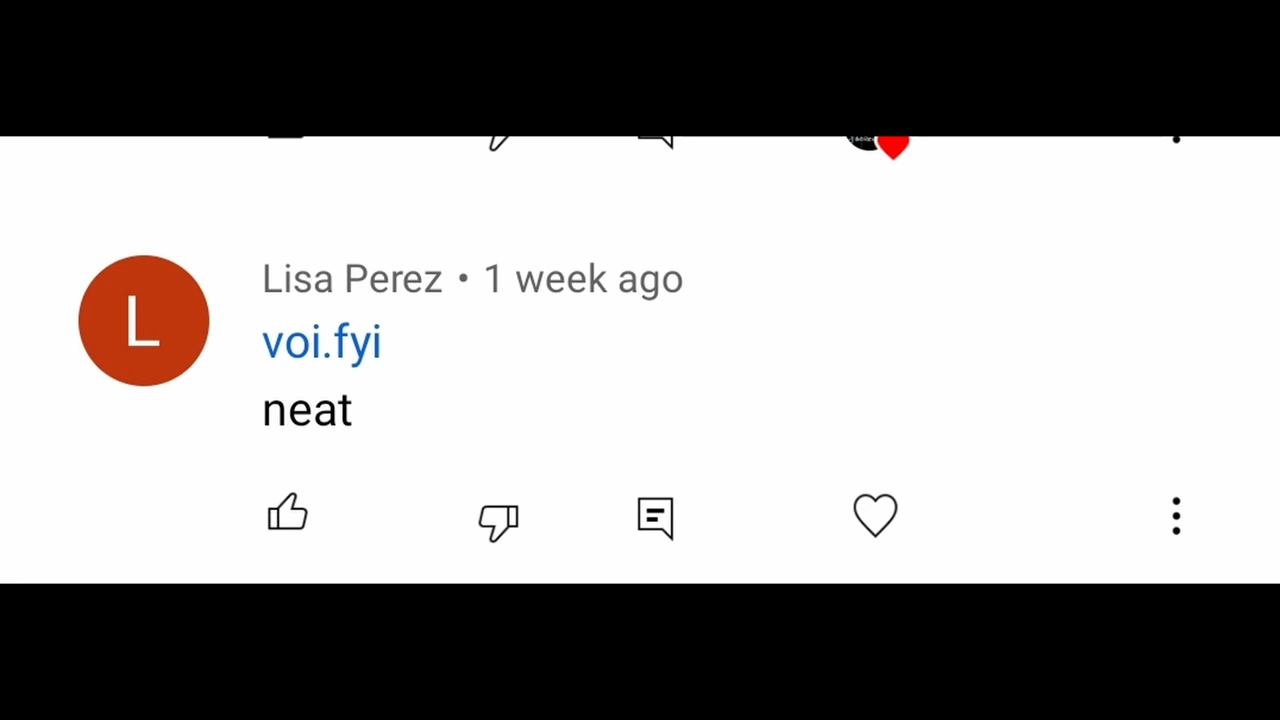 L
Lisa Perez • 1 week ago
voi.fyi
neat